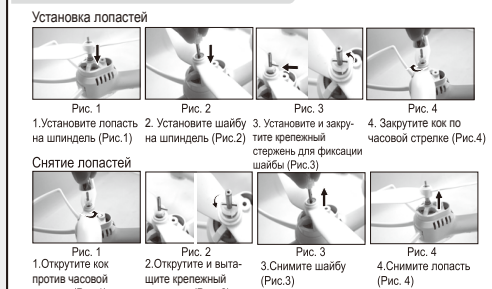 Установка лопастей
Рис. 1
Рис. 2
Рис. 3
Рис. 4
1.Установите лопасть
на шпиндель (Рис.1)
2. Установите шайбу
на шпиндель (Рис.2)
3. Установите и закру-
тите крепежный
стержень для фиксации
шайбы (Рис.3)
4. Закрутите кок по
часовой стрелке (Рис.4)
Снятие лопастей
Рис. 1
Рис. 2
Рис. 3
Рис. 4
1.Открутите кок
против часовой
2.Открутите и выта-
щите крепежный
3.Снимите шайбу
(Рис.3)
4.Снимите лопасть
(Рис. 4)